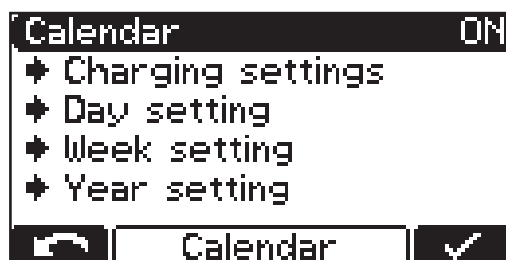 Calendar ON
Charging settings
Day setting
Week setting
Year setting
Calendar